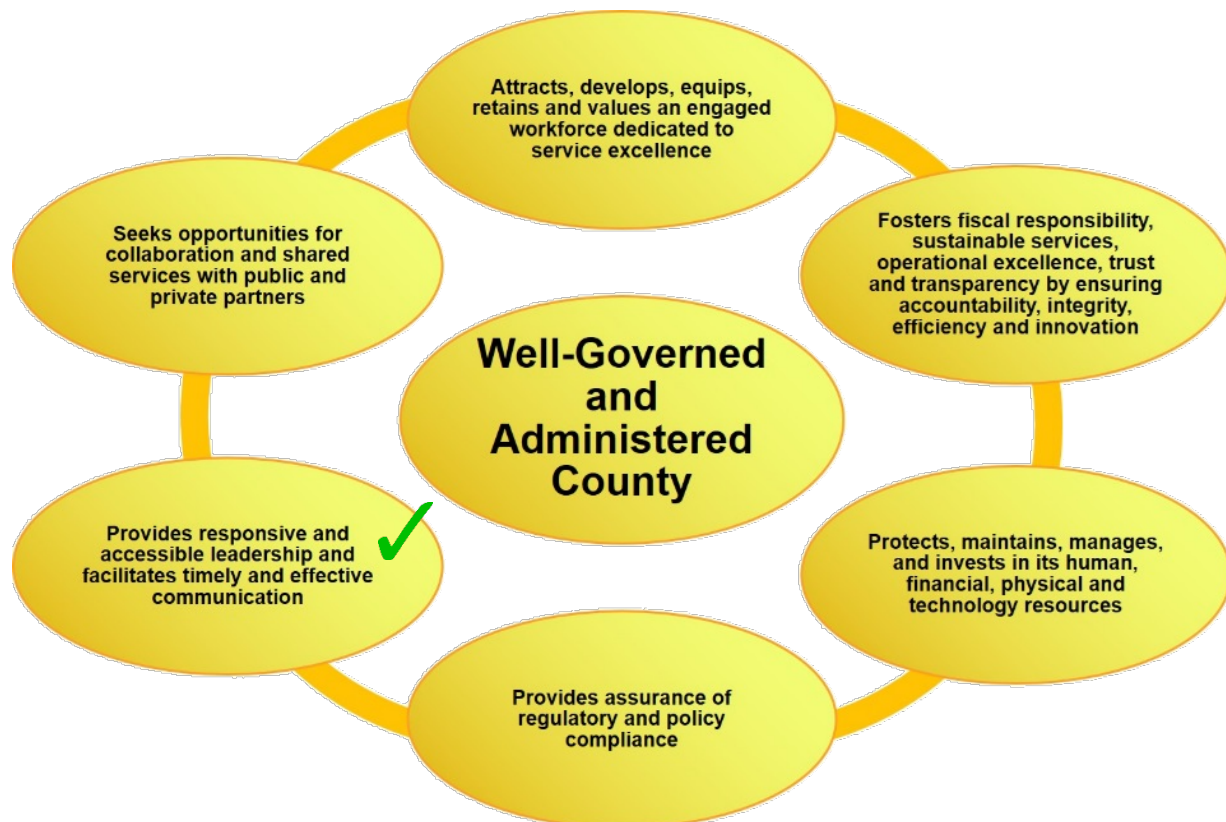 Attracts, develops, equips,
retains and values an engaged
workforce dedicated to
service excellence
Fosters fiscal responsibility,
sustainable services,
operational excellence, trust
and transparency by ensuring
accountability, integrity,
efficiency and innovation
Protects, maintains, manages,
and invests in its human,
financial, physical and
technology resources
Provides assurance of
regulatory and policy
compliance
Provides responsive and
accessible leadership and
facilitates timely and effective
communication
Seeks opportunities for
collaboration and shared
services with public and
private partners
Well-Governed
and
Administered
County